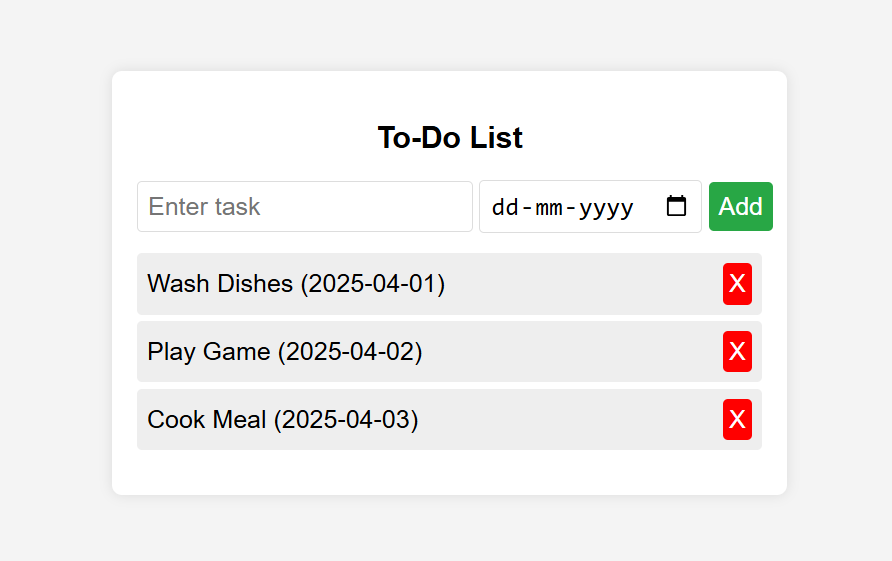 To-Do List
Enter task dd-mm-yyyy Add
Wash Dishes (2025-04-01) X
Play Game (2025-04-02) X
Cook Meal (2025-04-03) X